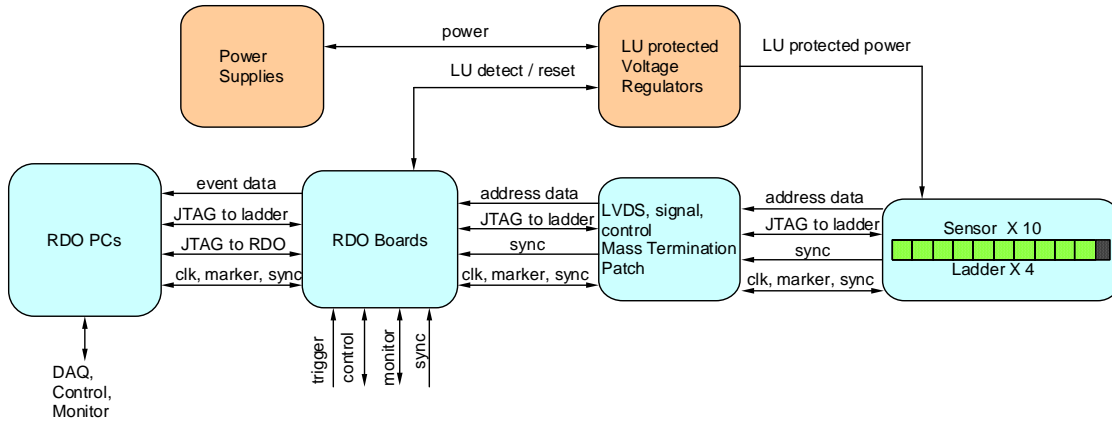 power
LU protected
Voltage
Regulators
LU protected power
Power
Supplies
LU detect / reset
event data
JTAG to ladder
JTAG to RDO
clk, marker, sync
RDO PCs
RDO Boards
address data
JTAG to ladder
sync
clk, marker, sync
LVDS, signal,
control
Mass Termination
Patch
address data
JTAG to ladder
sync
clk, marker, sync
Sensor X 10
Ladder X 4
trigger
control
monitor
sync
DAQ,
Control,
Monitor